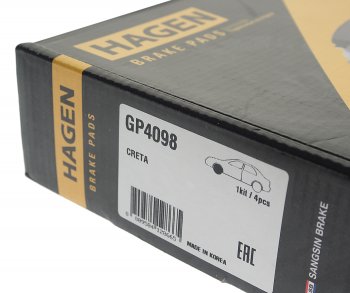 HAGEN
BRAKE PADS
HAGEN
BRAKE PADS
GP4098
CRETA
1kit / 4pcs
MADE IN KOREA
EAC
SANGSIN BRAKE